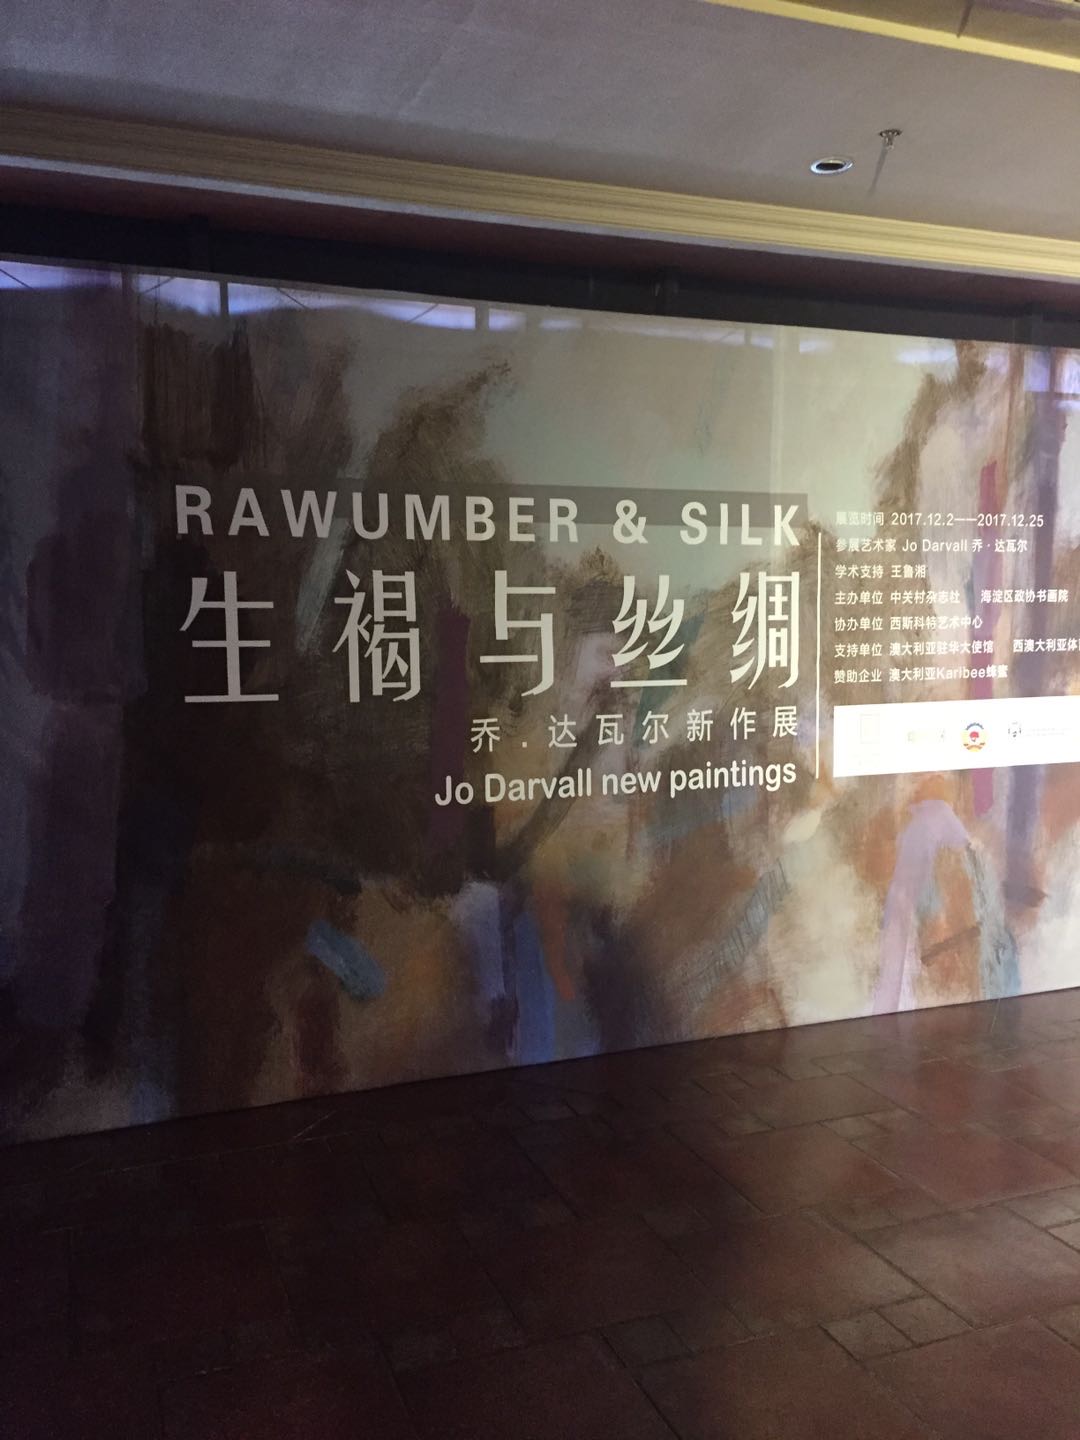 RAWUMBER & SILK
生褐与丝绸
乔.达瓦尔新作展
Jo Darvall new paintings
展览时间 2017.12.2——2017.12.25
参展艺术家 Jo Darvall 乔·达瓦尔
学术支持 王鲁湘
主办单位 中关村杂志社 海淀区政协书画院
协办单位 西斯科特艺术中心
支持单位 澳大利亚驻华大使馆 西澳大利亚体
赞助企业 澳大利亚Karibee蜂蜜